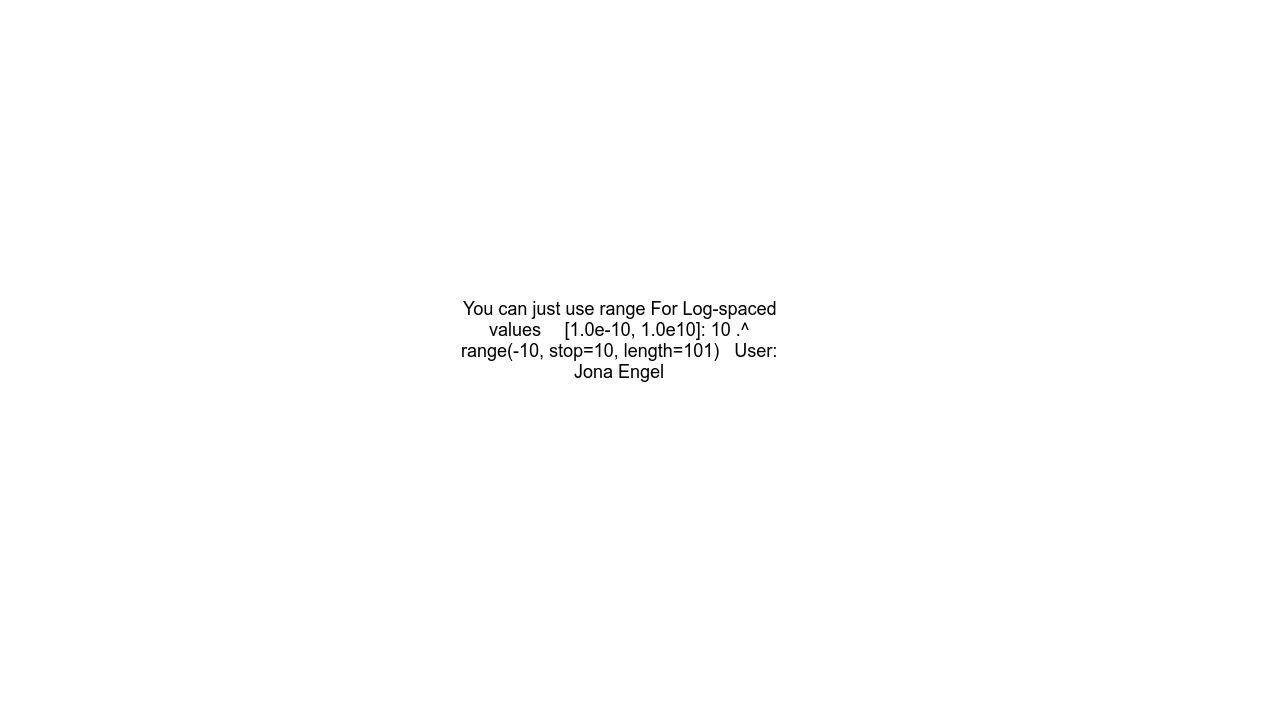 You can just use range For Log-spaced
values    [1.0e-10, 1.0e10]: 10 .^
range(-10, stop=10, length=101)   User:
Jona Engel